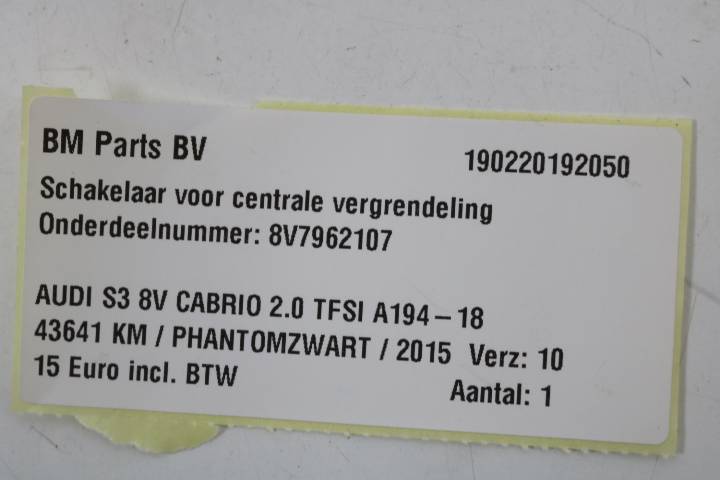 BM Parts BV
190220192050
Schakelaar voor centrale vergrendeling
Onderdeelnummer: 8V7962107
AUDI S3 8V CABRIO 2.0 TFSI A194-18
43641 KM / PHANTOMZWART / 2015 Verz: 10
15 Euro incl. BTW
Aantal: 1